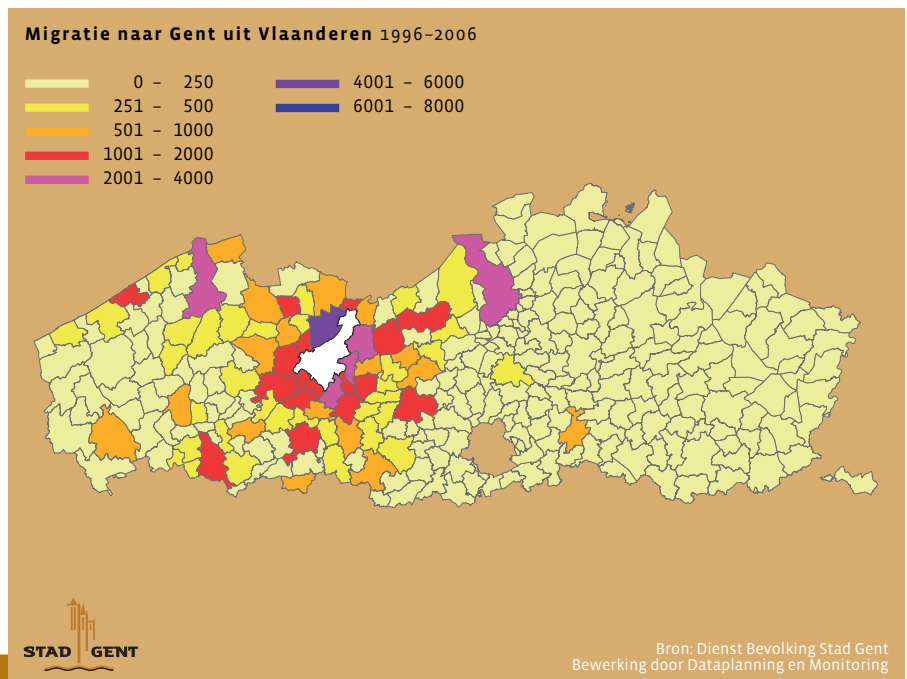 Migratie naar Gent uit Vlaanderen 1996–2006
0 – 250
251 – 500
501 – 1000
1001 – 2000
2001 – 4000
4001 – 6000
6001 – 8000
STAD GENT
Bron: Dienst Bevolking Stad Gent
Bewerking door Dataplanning en Monitoring